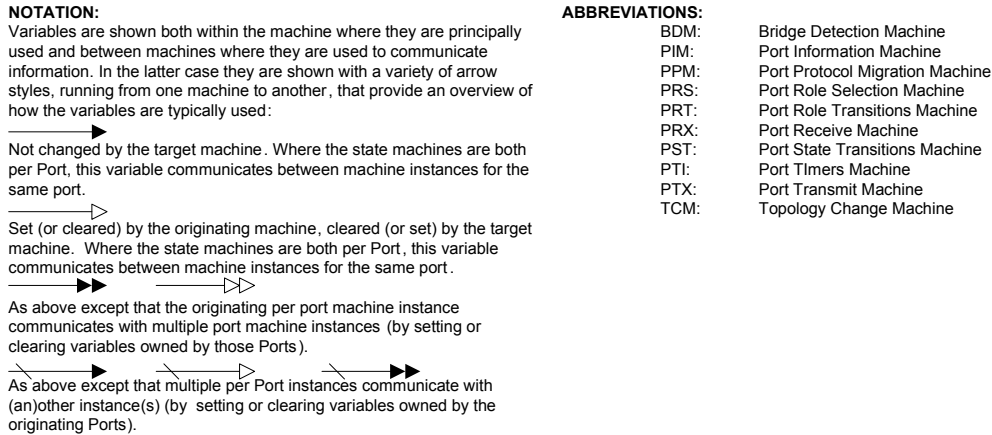 NOTATION:
Variables are shown both within the machine where they are principally
used and between machines where they are used to communicate
information. In the latter case they are shown with a variety of arrow
styles, running from one machine to another, that provide an overview of
how the variables are typically used:
Not changed by the target machine. Where the state machines are both
per Port, this variable communicates between machine instances for the
same port.
Set (or cleared) by the originating machine, cleared (or set) by the target
machine. Where the state machines are both per Port, this variable
communicates between machine instances for the same port.
As above except that the originating per port machine instance
communicates with multiple port machine instances (by setting or
clearing variables owned by those Ports).
As above except that multiple per Port instances communicate with
(an)other instance(s) (by setting or clearing variables owned by the
originating Ports).
ABBREVIATIONS:
BDM: Bridge Detection Machine
PIM: Port Information Machine
PPM: Port Protocol Migration Machine
PRS: Port Role Selection Machine
PRT: Port Role Transitions Machine
PRX: Port Receive Machine
PST: Port State Transitions Machine
PTI: Port TImers Machine
PTX: Port Transmit Machine
TCM: Topology Change Machine